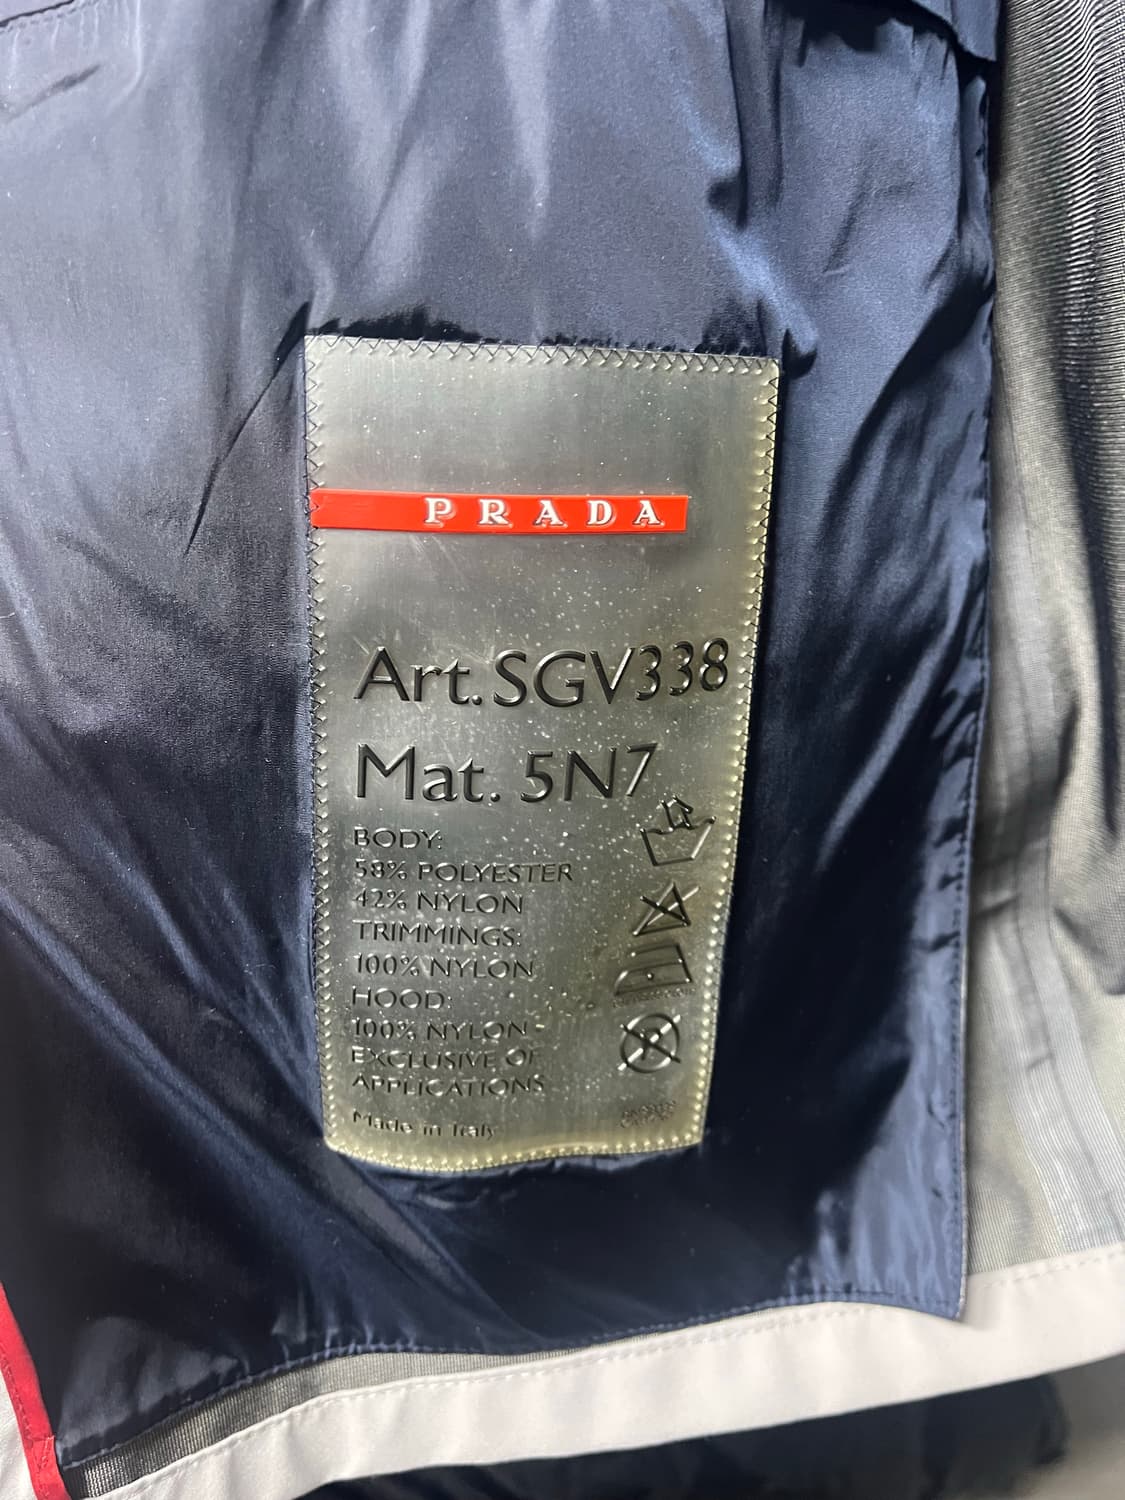 PRADA
Art. SGV338
Mat. 5N7
BODY:
58% POLYESTER
42% NYLON
TRIMMINGS:
100% NYLON
HOOD:
100% NYLON
EXCLUSIVE OF
APPLICATIONS
Made in Italy